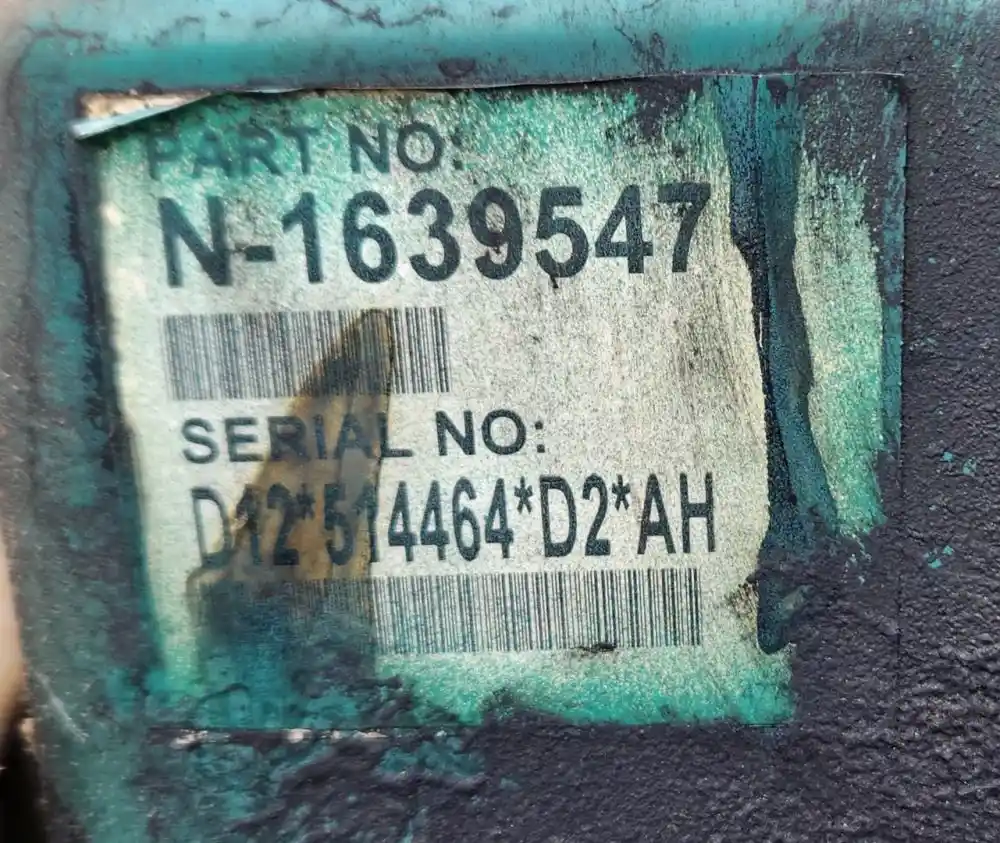 PART NO:
N-1639547
SERIAL NO:
D12*514464*D2*AH